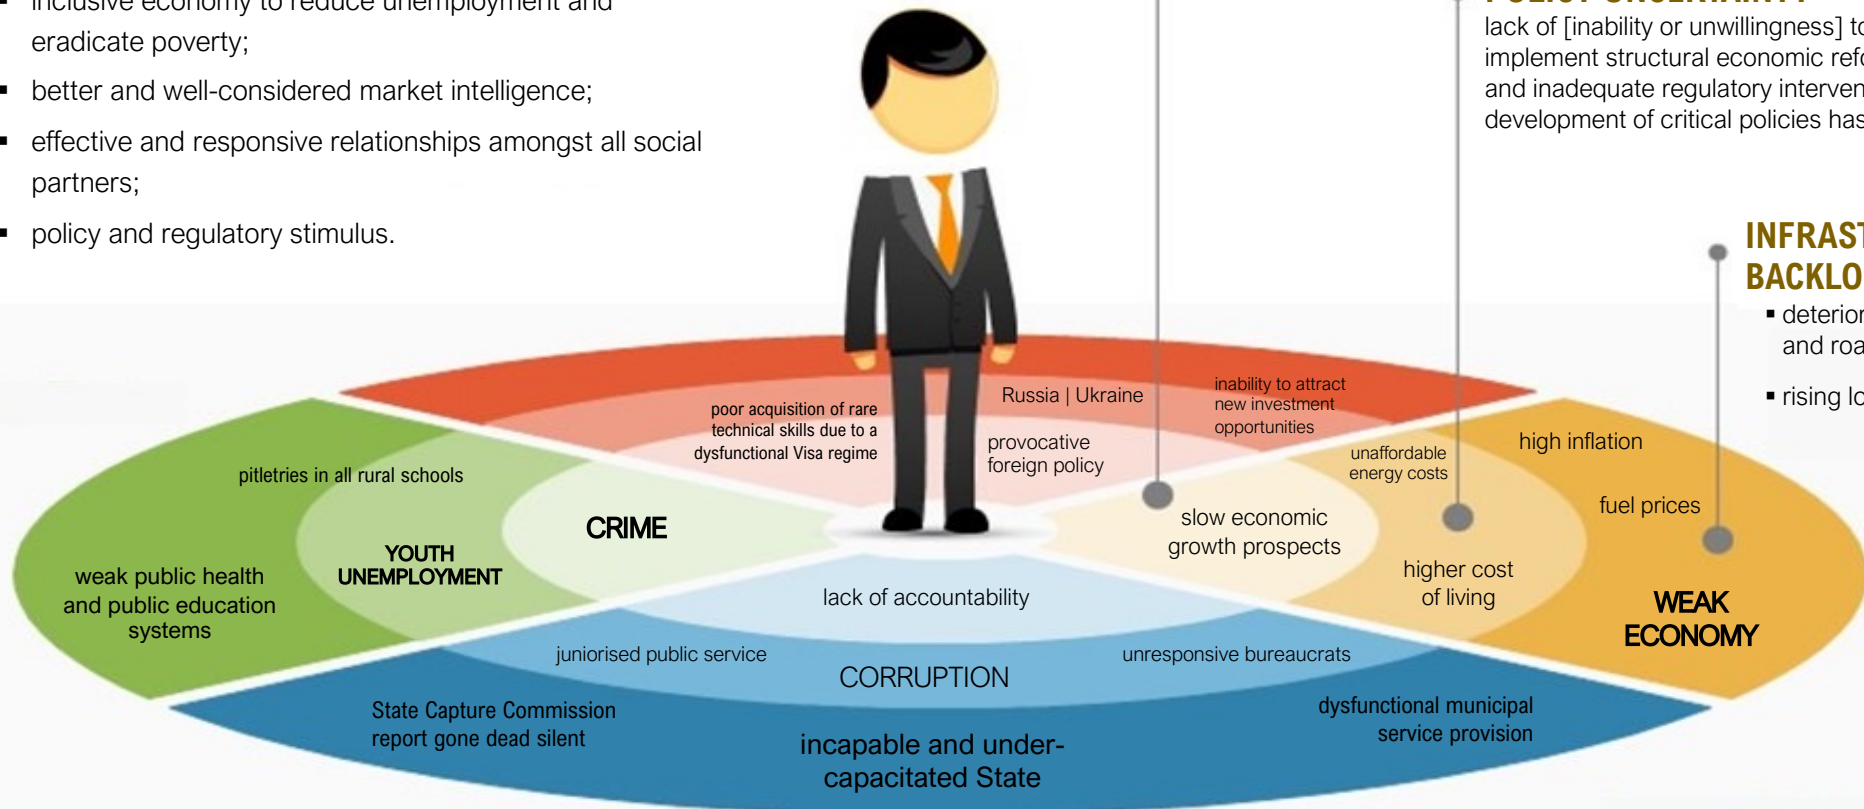 inclusive economy to reduce unemployment and
eradicate poverty;
▪ better and well-considered market intelligence;
▪ effective and responsive relationships amongst all social
partners;
▪ policy and regulatory stimulus.
lack of [inability or unwillingness] to
implement structural economic refo
and inadequate regulatory interven
development of critical policies has
INFRAST
BACKLO
▪ deterior
and roa
▪ rising lo
poor acquisition of rare
technical skills due to a
dysfunctional Visa regime
Russia | Ukraine
provocative
foreign policy
inability to attract
new investment
opportunities
unaffordable
energy costs
high inflation
fuel prices
slow economic
growth prospects
higher cost
of living
WEAK
ECONOMY
pitletries in all rural schools
CRIME
YOUTH
UNEMPLOYMENT
weak public health
and public education
systems
lack of accountability
juniorised public service
CORRUPTION
unresponsive bureaucrats
State Capture Commission
report gone dead silent
incapable and under-
capacitated State
dysfunctional municipal
service provision